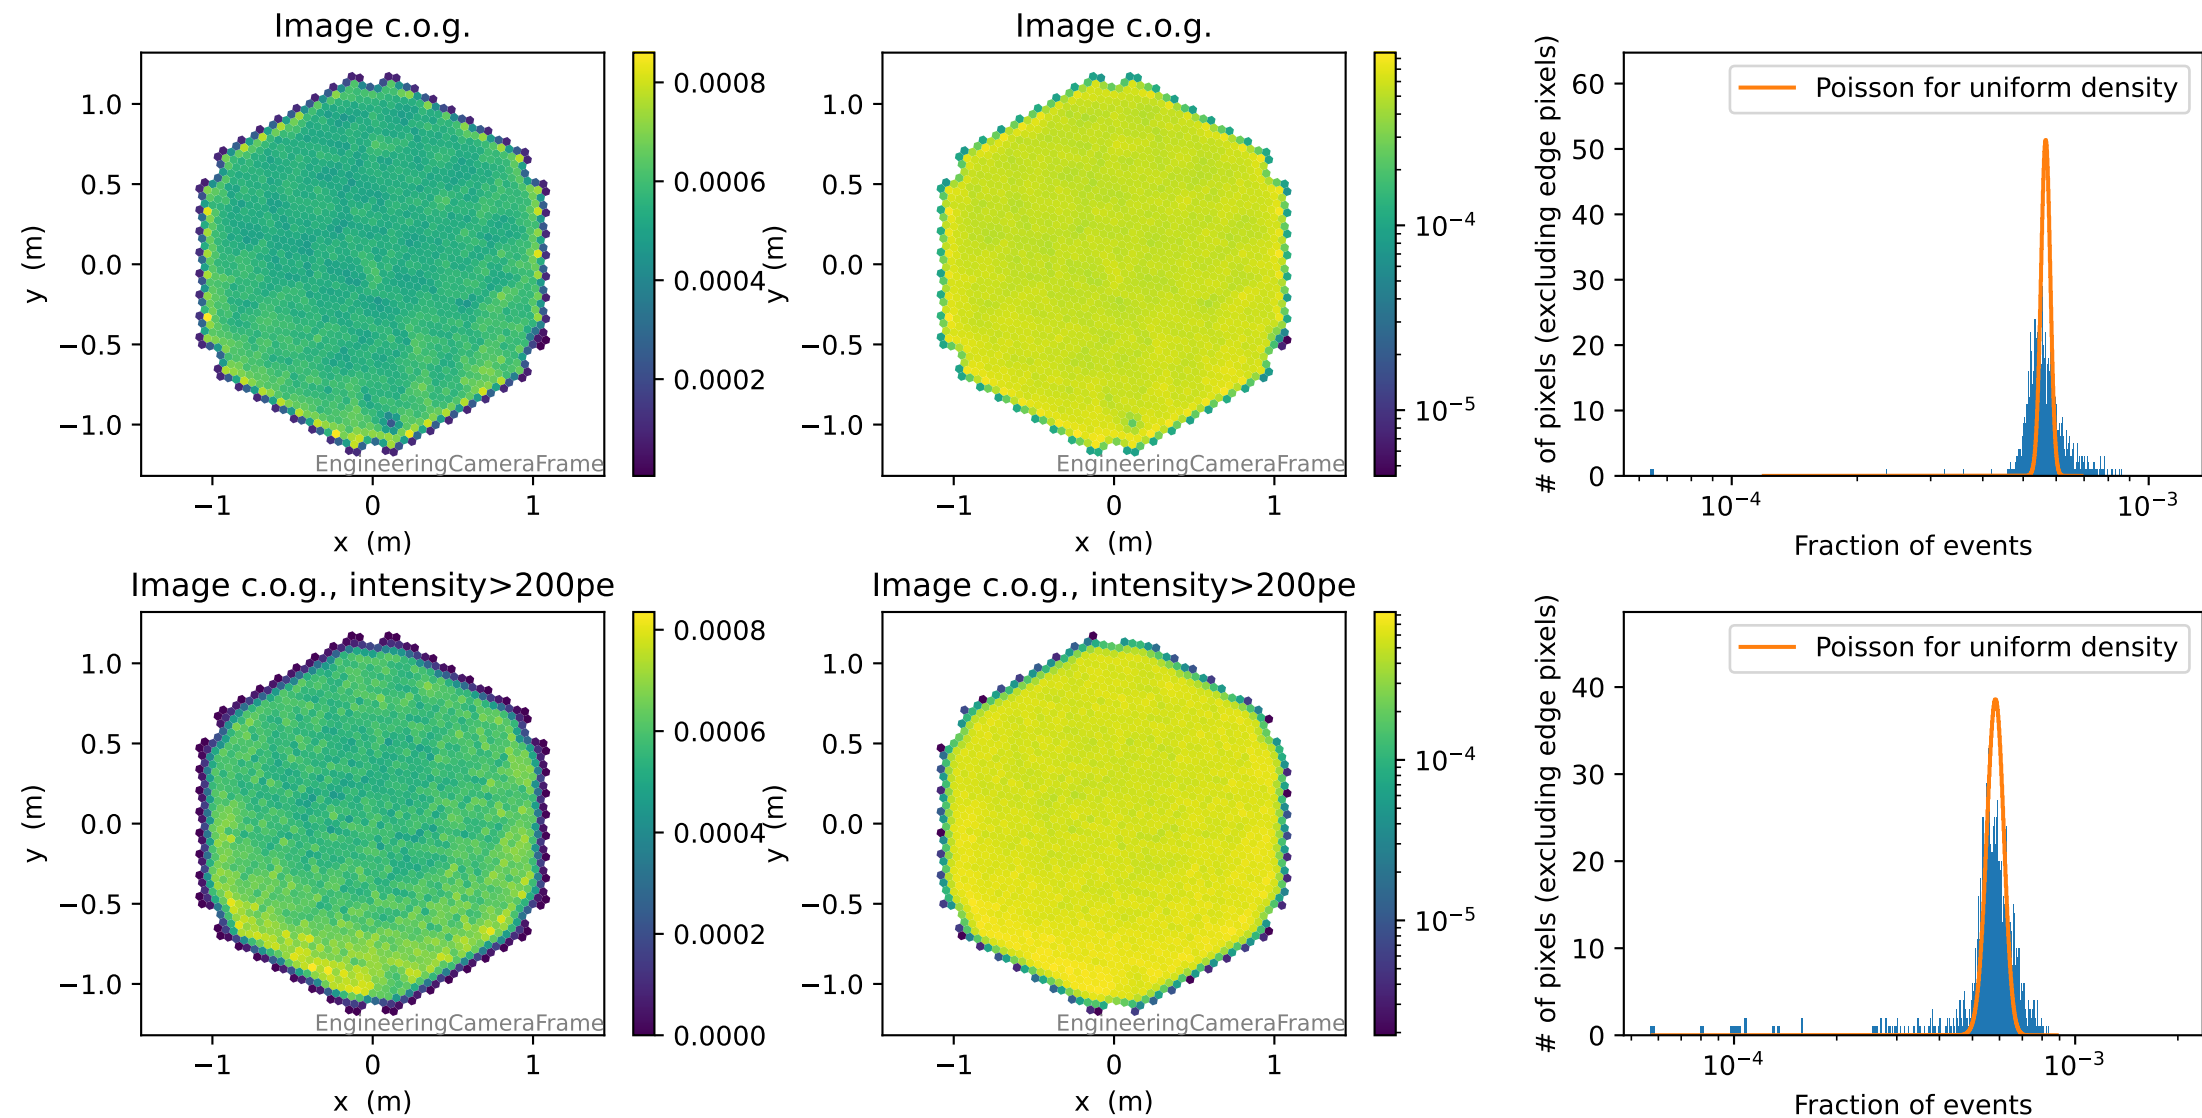 Image c.o.g.
y (m)
1.0
0.5
0.0
−0.5
−1.0
−1
0
1
x (m)
EngineeringCameraFrame
0.0008
0.0006
0.0004
0.0002
Image c.o.g.
y (m)
1.0
0.5
0.0
−0.5
−1.0
−1
0
1
x (m)
EngineeringCameraFrame
10⁻⁴
10⁻⁵
# of pixels (excluding edge pixels)
60
50
40
30
20
10
0
Poisson for uniform density
10⁻⁴
10⁻³
Fraction of events
Image c.o.g., intensity>200pe
y (m)
1.0
0.5
0.0
−0.5
−1.0
−1
0
1
x (m)
EngineeringCameraFrame
0.0008
0.0006
0.0004
0.0002
0.0000
Image c.o.g., intensity>200pe
y (m)
1.0
0.5
0.0
−0.5
−1.0
−1
0
1
x (m)
EngineeringCameraFrame
10⁻⁴
10⁻⁵
# of pixels (excluding edge pixels)
40
30
20
10
0
Poisson for uniform density
10⁻⁴
10⁻³
Fraction of events